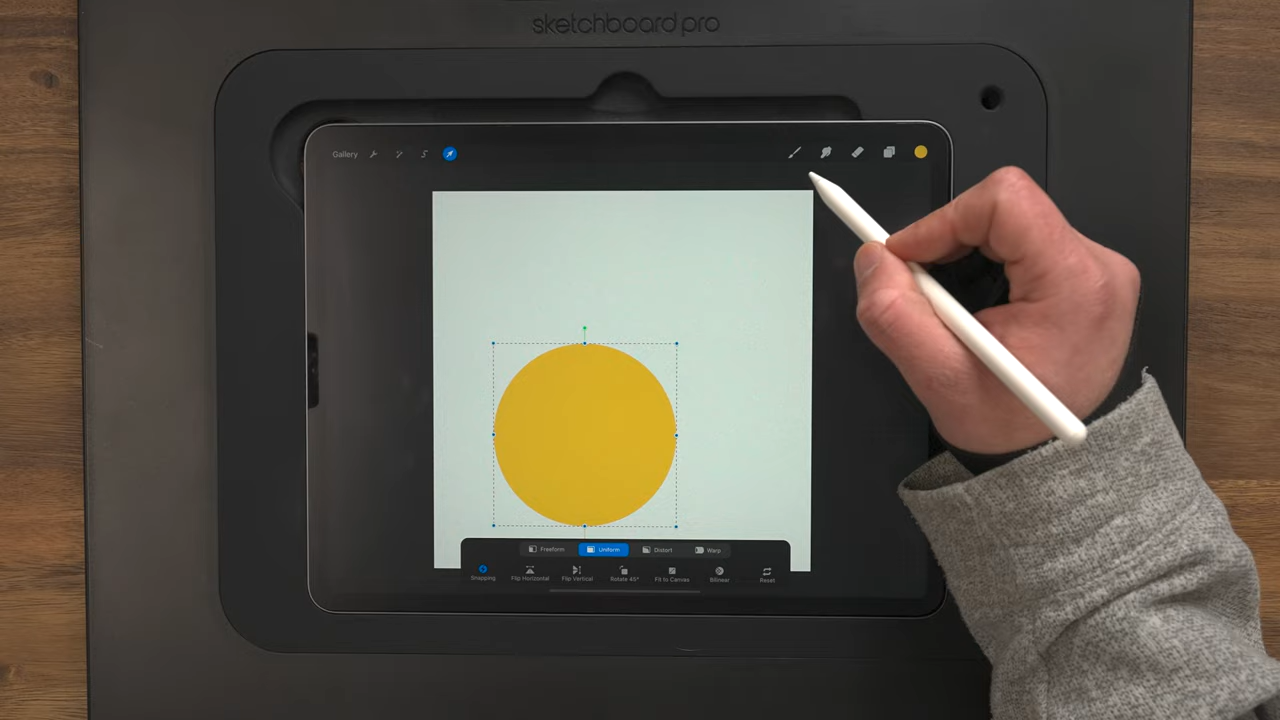 sketchboard pro
Gallery
Freeform Uniform Distort Warp
Snapping Flip Horizontal Flip Vertical Rotate 45° Fit to Canvas Bilinear Reset